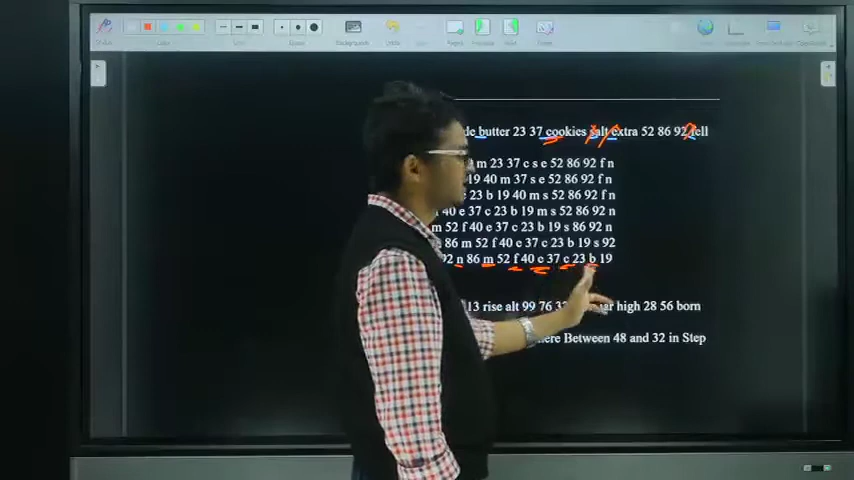 de butter 23 37 cookies salt extra 52 86 92 fell
m 23 37 c s e 52 86 92 f n
19 40 m 37 s e 52 86 92 f n
c 23 b 19 40 m s 52 86 92 f n
40 e 37 c 23 b 19 m s 52 86 92 n
m 52 f 40 e 37 c 23 b 19 s 86 92 n
86 m 52 f 40 e 37 c 23 b 19 s 92
92 n 86 m 52 f 40 e 37 c 23 b 19
13 rise alt 99 76 high 28 56 born
Between 48 and 32 in Step